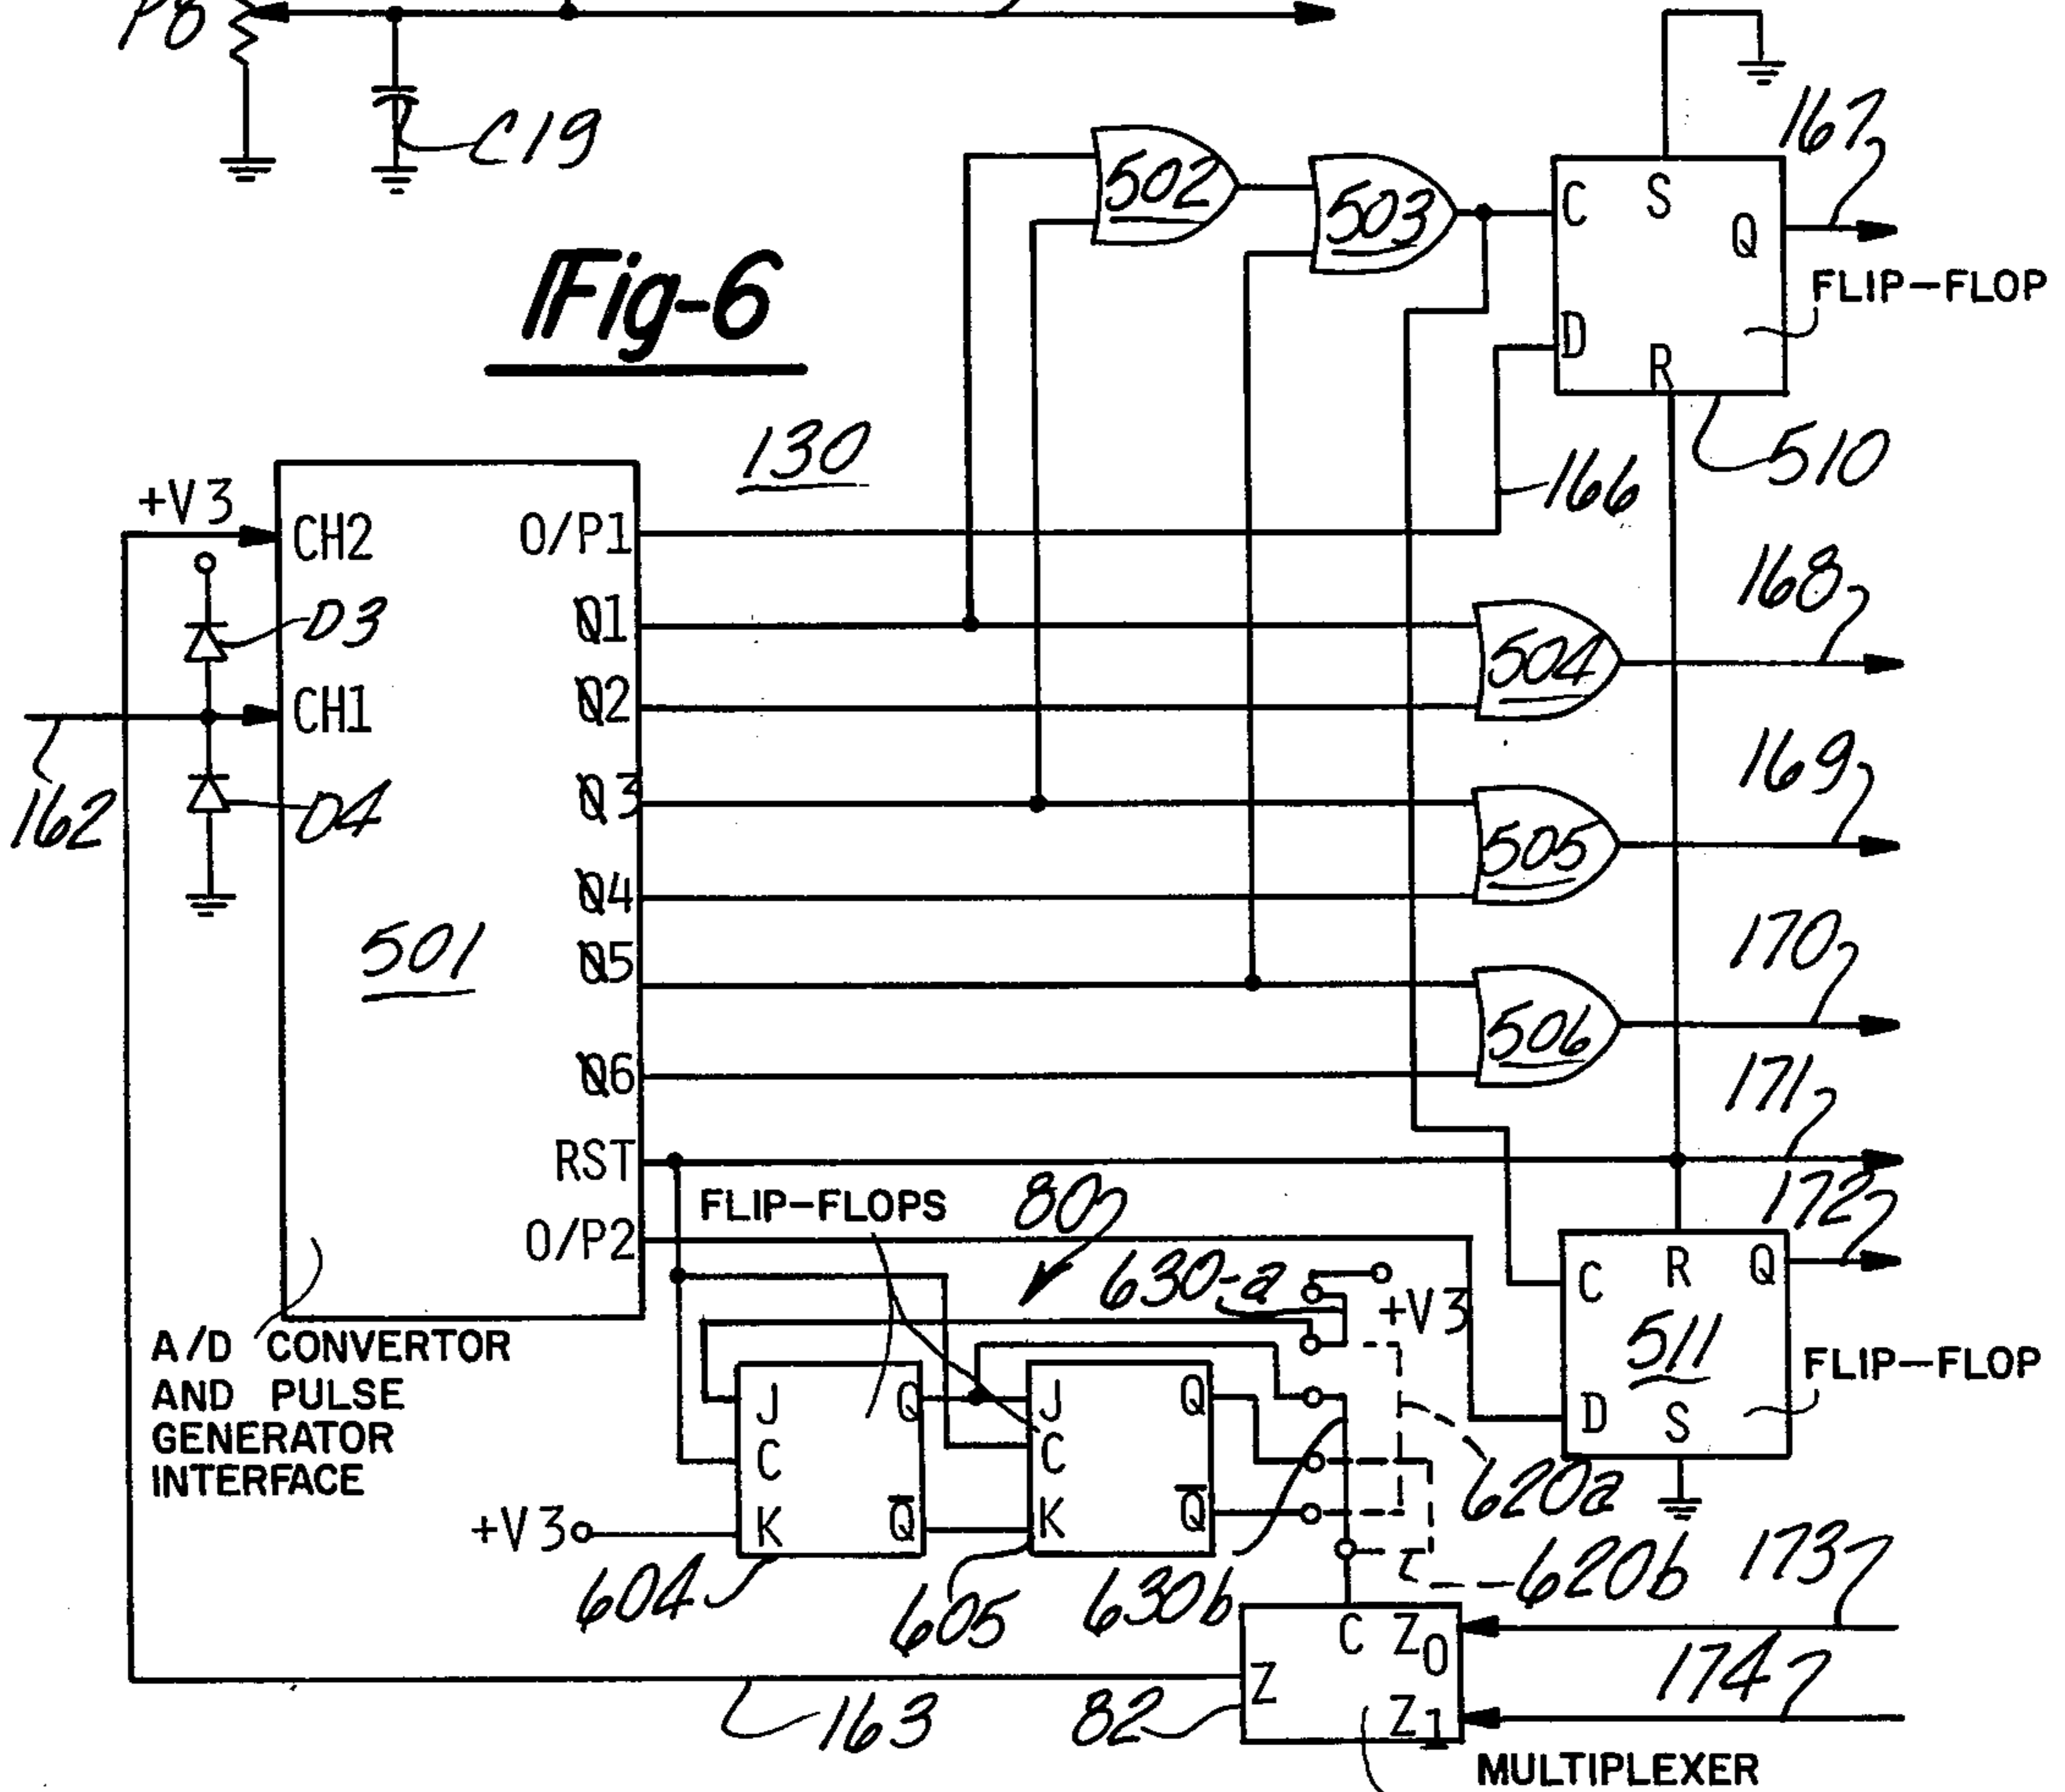 P8
C19
Fig-6
502
503
C
S
Q
D
R
167
FLIP-FLOP
510
130
166
+V3
CH2
O/P1
D3
Q1
504
168
CH1
Q2
162
D4
Q3
505
169
Q4
501
Q5
506
170
Q6
171
RST
FLIP-FLOPS
80
172
O/P2
630-a
+V3
C
R
Q
511
FLIP-FLOP
D
S
A/D CONVERTOR
AND PULSE
GENERATOR
INTERFACE
J
Q
C
K
Q̅
J
Q
C
K
Q̅
620a
+V3
604
605
630b
620b
173
C
Z0
Z
Z1
174
163
82
MULTIPLEXER